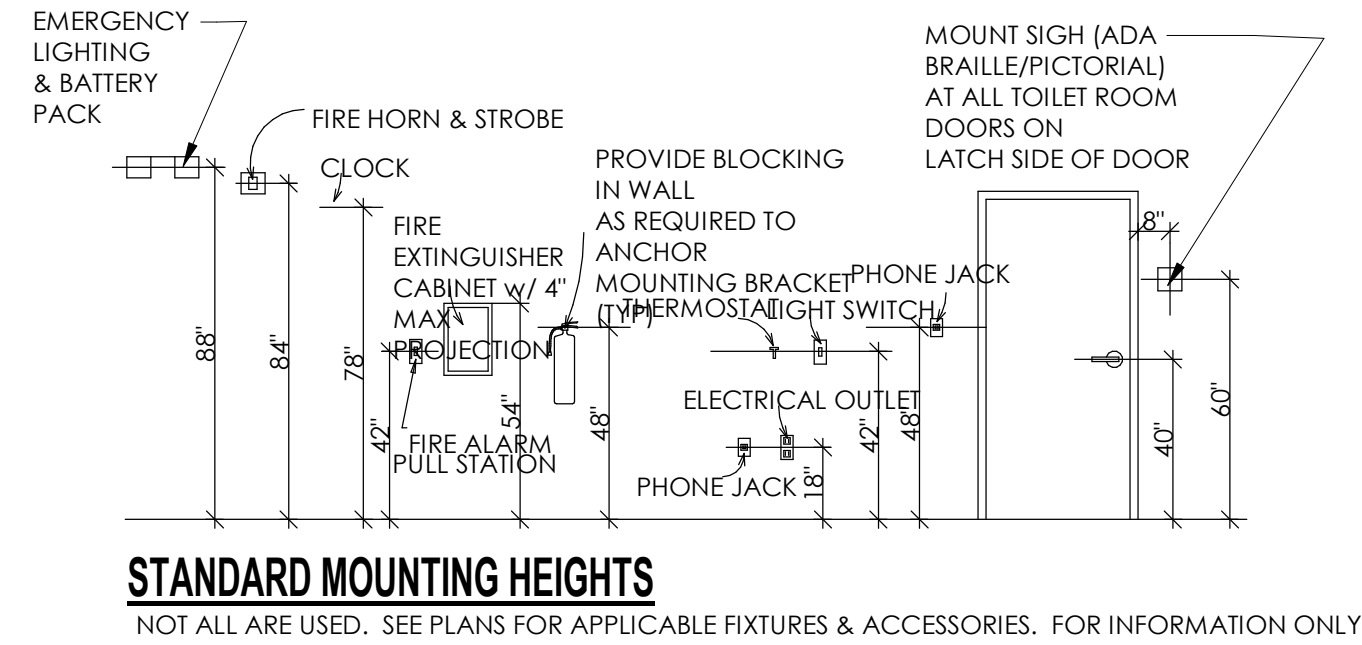 EMERGENCY
LIGHTING
& BATTERY
PACK
FIRE HORN & STROBE
CLOCK
FIRE
EXTINGUISHER
CABINET w/ 4"
MAX
PROJECTION
PROVIDE BLOCKING
IN WALL
AS REQUIRED TO
ANCHOR
MOUNTING BRACKET
(TYP)
THERMOSTAT
LIGHT SWITCH
PHONE JACK
MOUNT SIGH (ADA
BRAILLE/PICTORIAL)
AT ALL TOILET ROOM
DOORS ON
LATCH SIDE OF DOOR
8"
88"
84"
78"
42"
FIRE ALARM
PULL STATION
54"
48"
ELECTRICAL OUTLET
PHONE JACK
18"
42"
48"
40"
60"
STANDARD MOUNTING HEIGHTS
NOT ALL ARE USED. SEE PLANS FOR APPLICABLE FIXTURES & ACCESSORIES. FOR INFORMATION ONLY